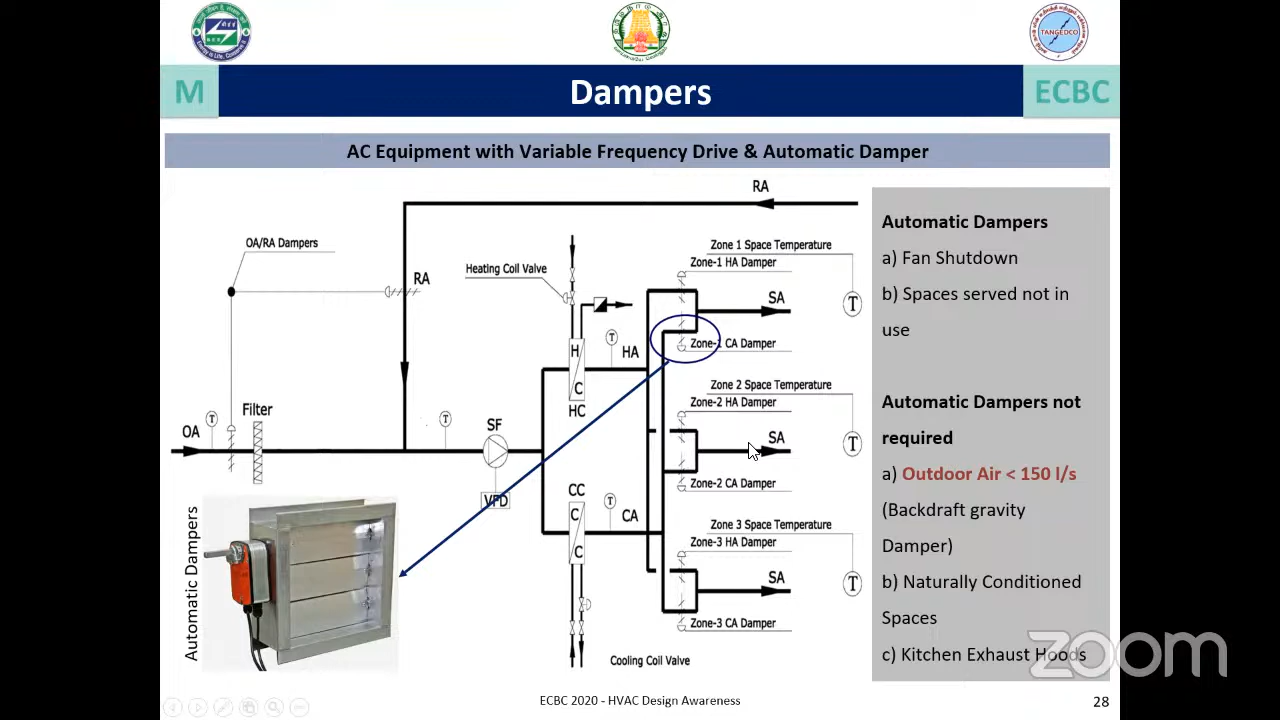 TANGEDCO
M
Dampers
ECBC
AC Equipment with Variable Frequency Drive & Automatic Damper
RA
OA/RA Dampers
RA
Heating Coil Valve
Zone 1 Space Temperature
Zone-1 HA Damper
SA
T
Zone-1 CA Damper
T
HA
H
C
HC
Zone 2 Space Temperature
Zone-2 HA Damper
SA
T
Zone-2 CA Damper
Filter
OA
T
T
SF
VFD
CC
C
C
T
CA
Zone 3 Space Temperature
Zone-3 HA Damper
SA
T
Zone-3 CA Damper
Cooling Coil Valve
Automatic Dampers
Automatic Dampers
a) Fan Shutdown
b) Spaces served not in
use
Automatic Dampers not
required
a) Outdoor Air < 150 l/s
(Backdraft gravity
Damper)
b) Naturally Conditioned
Spaces
c) Kitchen Exhaust Hoods
zoom
ECBC 2020 - HVAC Design Awareness
28